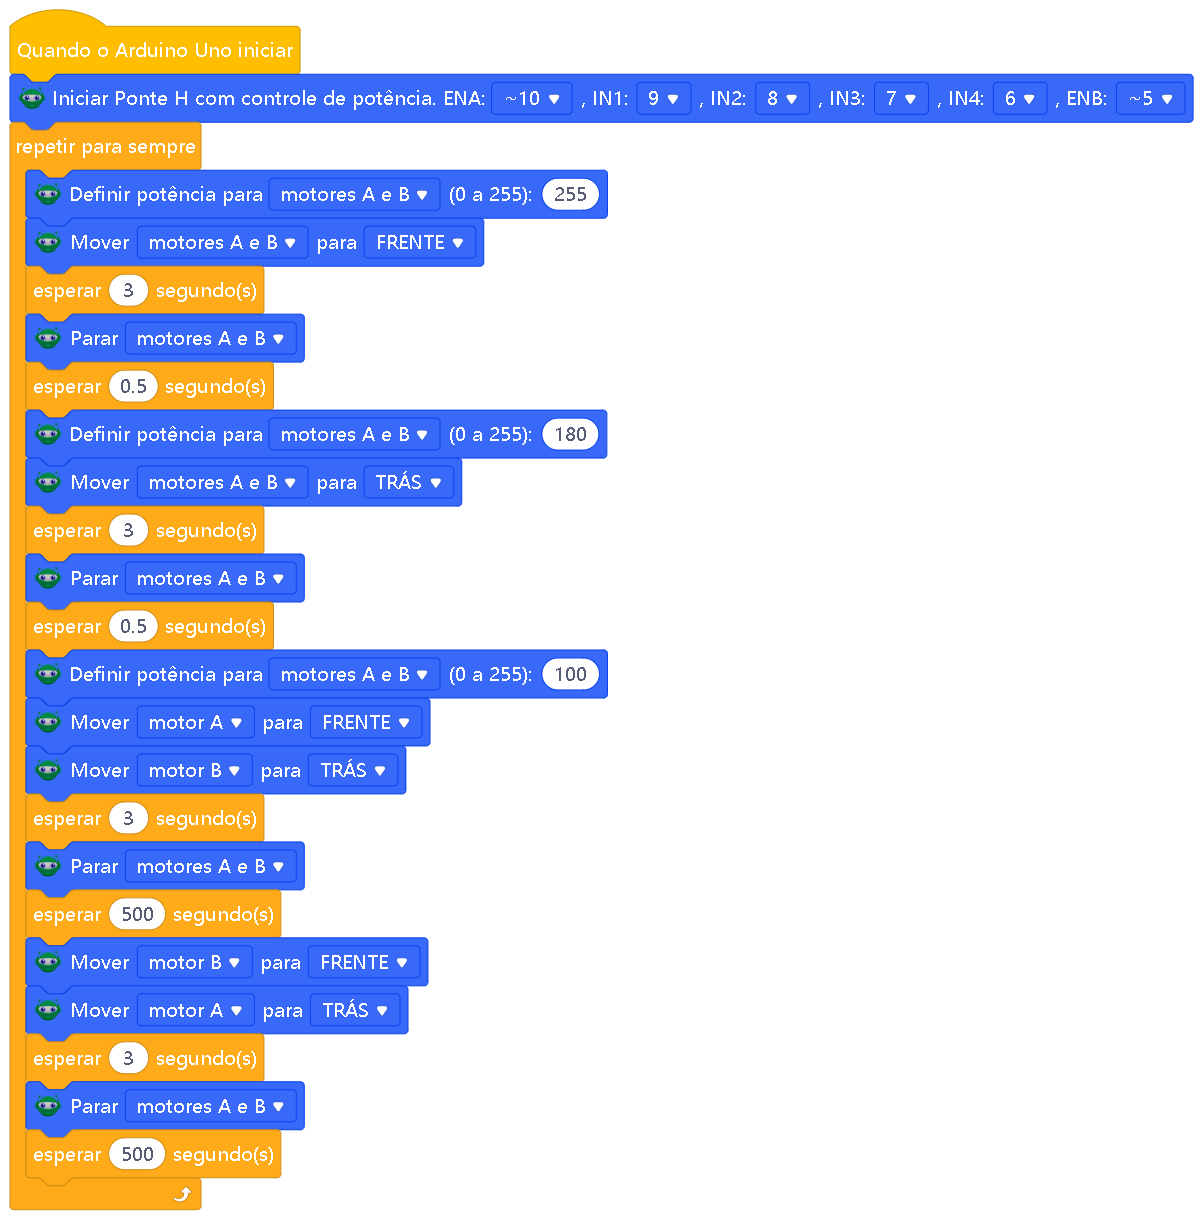 Quando o Arduino Uno iniciar
Iniciar Ponte H com controle de potência. ENA: ~10 , IN1: 9 , IN2: 8 , IN3: 7 , IN4: 6 , ENB: ~5
repetir para sempre
Definir potência para motores A e B (0 a 255): 255
Mover motores A e B para FRENTE
esperar 3 segundo(s)
Parar motores A e B
esperar 0.5 segundo(s)
Definir potência para motores A e B (0 a 255): 180
Mover motores A e B para TRÁS
esperar 3 segundo(s)
Parar motores A e B
esperar 0.5 segundo(s)
Definir potência para motores A e B (0 a 255): 100
Mover motor A para FRENTE
Mover motor B para TRÁS
esperar 3 segundo(s)
Parar motores A e B
esperar 500 segundo(s)
Mover motor B para FRENTE
Mover motor A para TRÁS
esperar 3 segundo(s)
Parar motores A e B
esperar 500 segundo(s)